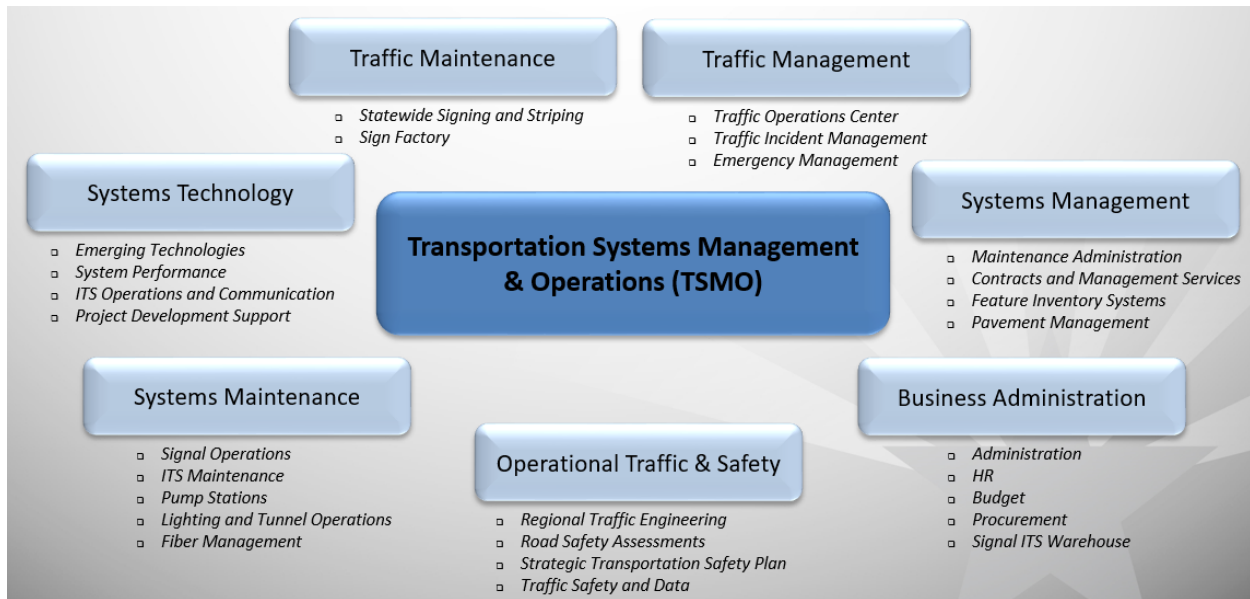 Traffic Maintenance
Statewide Signing and Striping
Sign Factory
Traffic Management
Traffic Operations Center
Traffic Incident Management
Emergency Management
Systems Technology
Emerging Technologies
System Performance
ITS Operations and Communication
Project Development Support
Transportation Systems Management
& Operations (TSMO)
Systems Management
Maintenance Administration
Contracts and Management Services
Feature Inventory Systems
Pavement Management
Systems Maintenance
Signal Operations
ITS Maintenance
Pump Stations
Lighting and Tunnel Operations
Fiber Management
Operational Traffic & Safety
Regional Traffic Engineering
Road Safety Assessments
Strategic Transportation Safety Plan
Traffic Safety and Data
Business Administration
Administration
HR
Budget
Procurement
Signal ITS Warehouse